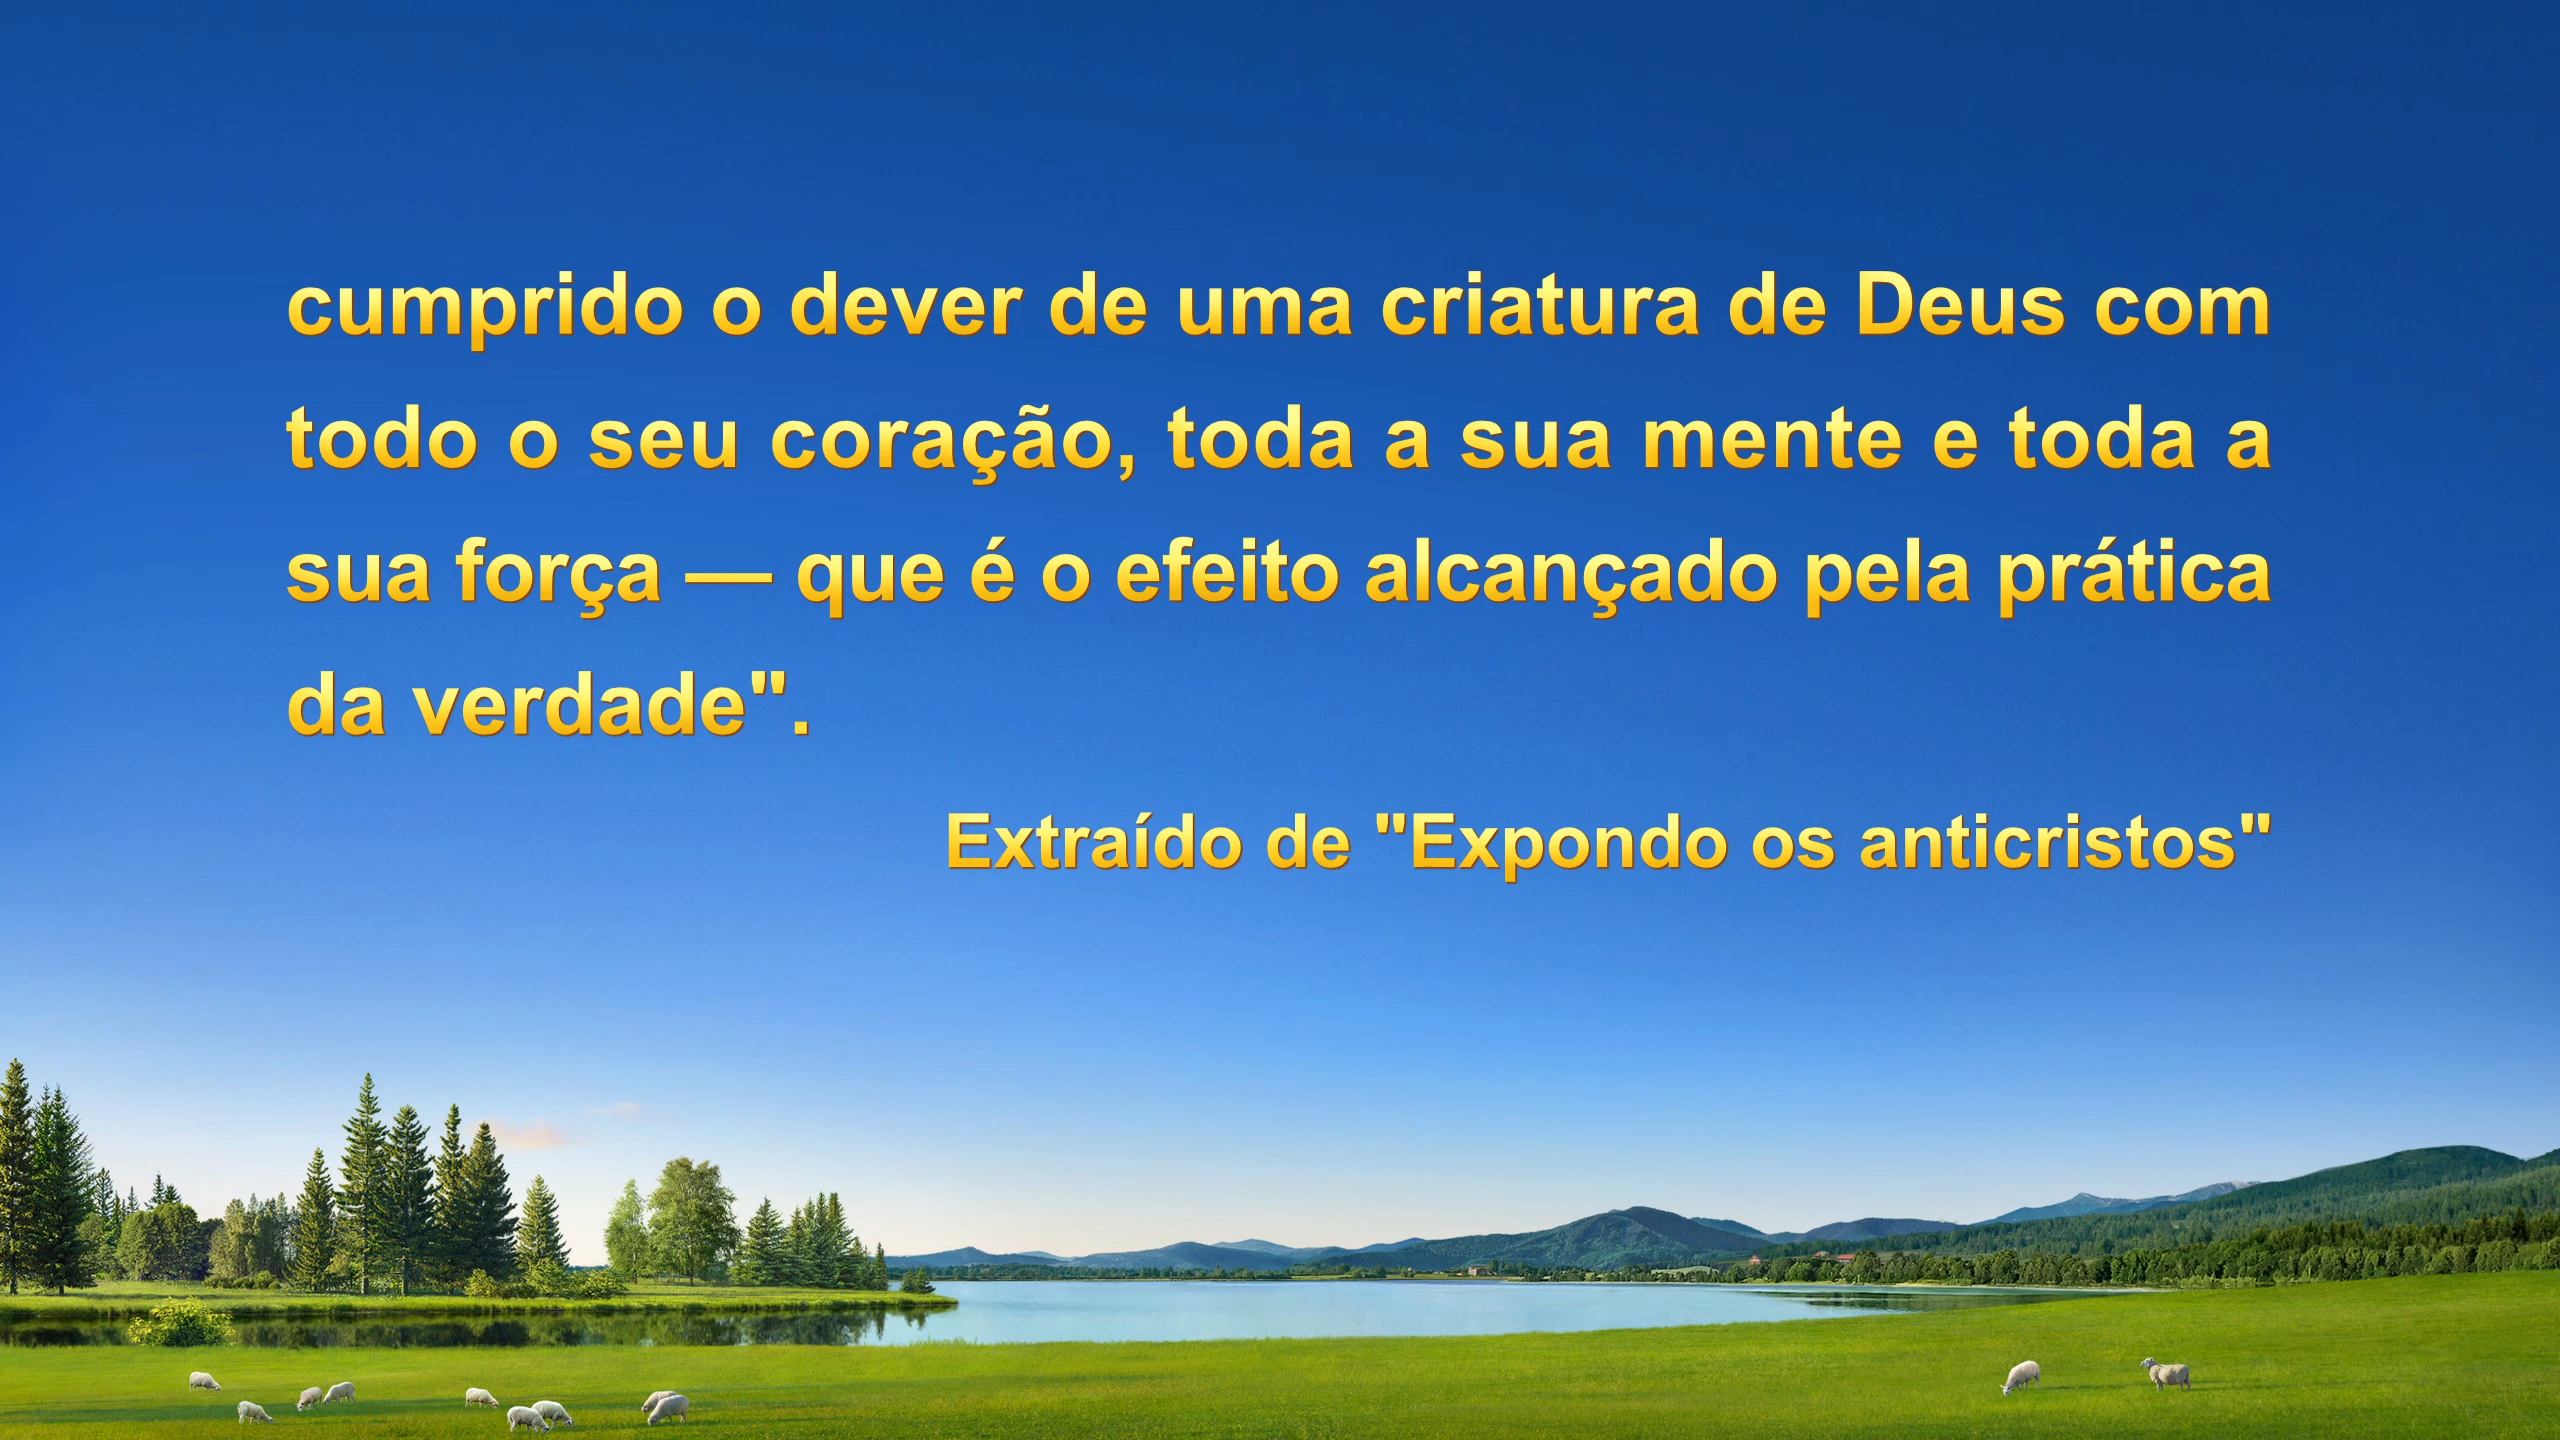 cumprido o dever de uma criatura de Deus com
todo o seu coração, toda a sua mente e toda a
sua força — que é o efeito alcançado pela prática
da verdade".
Extraído de "Expondo os anticristos"